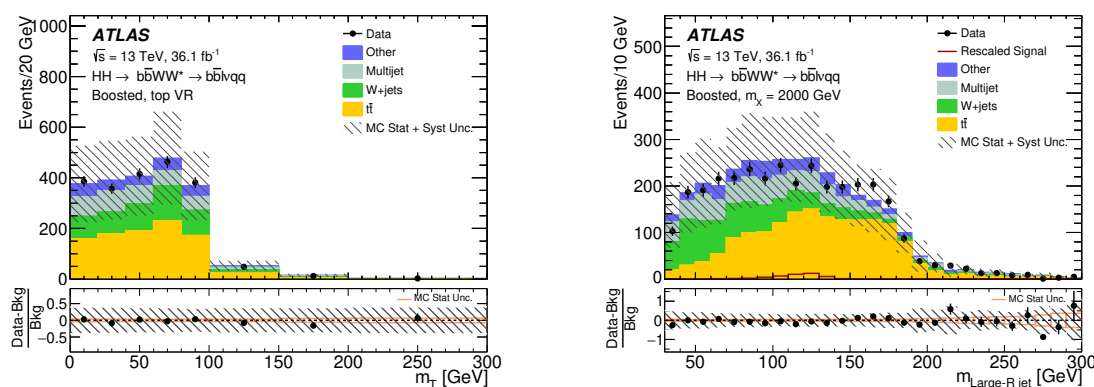 Events/20 GeV
1000
800
600
400
200
0
ATLAS
√s = 13 TeV, 36.1 fb⁻¹
HH → bb̄WW* → bb̄lνqq
Boosted, top VR
Data
Other
Multijet
W+jets
tt̄
MC Stat + Syst Unc.
Data-Bkg
Bkg
0.5
0
−0.5
MC Stat Unc.
0 50 100 150 200 250 300
m_T [GeV]
Events/10 GeV
500
400
300
200
100
0
ATLAS
√s = 13 TeV, 36.1 fb⁻¹
HH → bb̄WW* → bb̄lνqq
Boosted, m_X = 2000 GeV
Data
Rescaled Signal
Other
Multijet
W+jets
tt̄
MC Stat + Syst Unc.
Data-Bkg
Bkg
1
0
−1
MC Stat Unc.
50 100 150 200 250 300
m_Large-R jet [GeV]